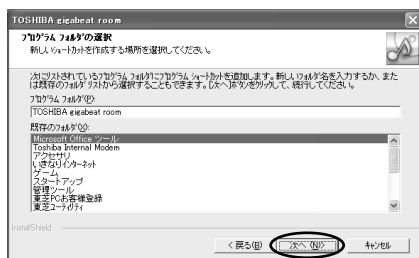 TOSHIBA gigabeat room
プログラム フォルダの選択
新しいショートカットを作成する場所を選択してください。
次にリストされているプログラム フォルダにプログラム ショートカットを追加します。新しいフォルダ名を入力するか、また
は既存のフォルダ リストから選択することもできます。[次へ]ボタンをクリックして、続行してください。
プログラム フォルダ(P):
TOSHIBA gigabeat room
既存のフォルダ(X):
Microsoft Office ツール
Toshiba Internal Modem
アクセサリ
いきなりインターネット
ゲーム
スタートアップ
管理ツール
東芝PCお客様登録
東芝ユーティリティ
InstallShield
< 戻る(B)
次へ (N)>
キャンセル